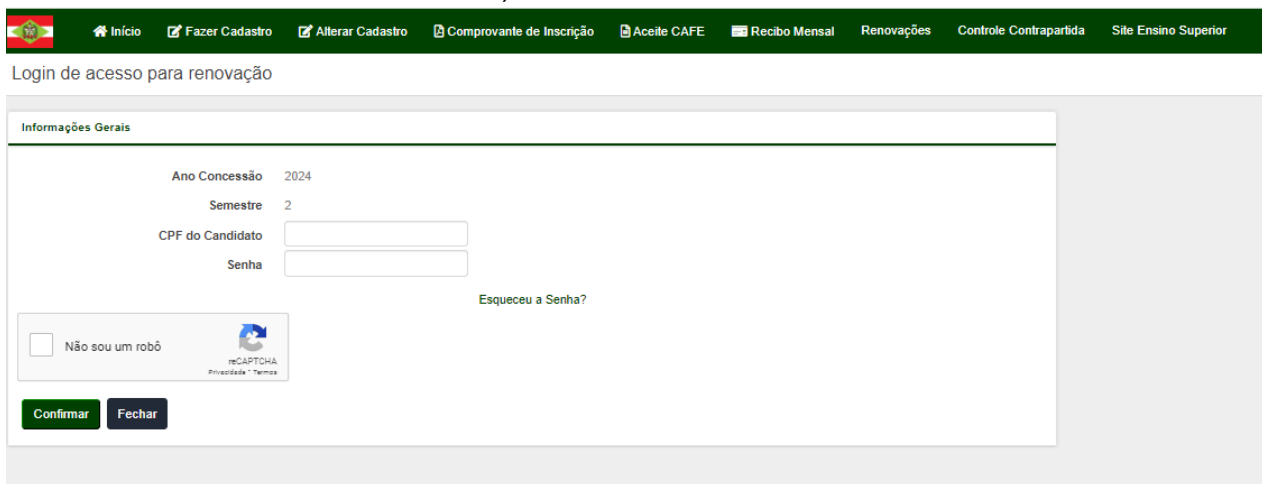 Início Fazer Cadastro Alterar Cadastro Comprovante de Inscrição Aceite CAFE Recibo Mensal Renovações Controle Contrapartida Site Ensino Superior
Login de acesso para renovação
Informações Gerais
Ano Concessão 2024
Semestre 2
CPF do Candidato
Senha
Esqueceu a Senha?
Não sou um robô
reCAPTCHA
Privacidade - Termos
Confirmar Fechar